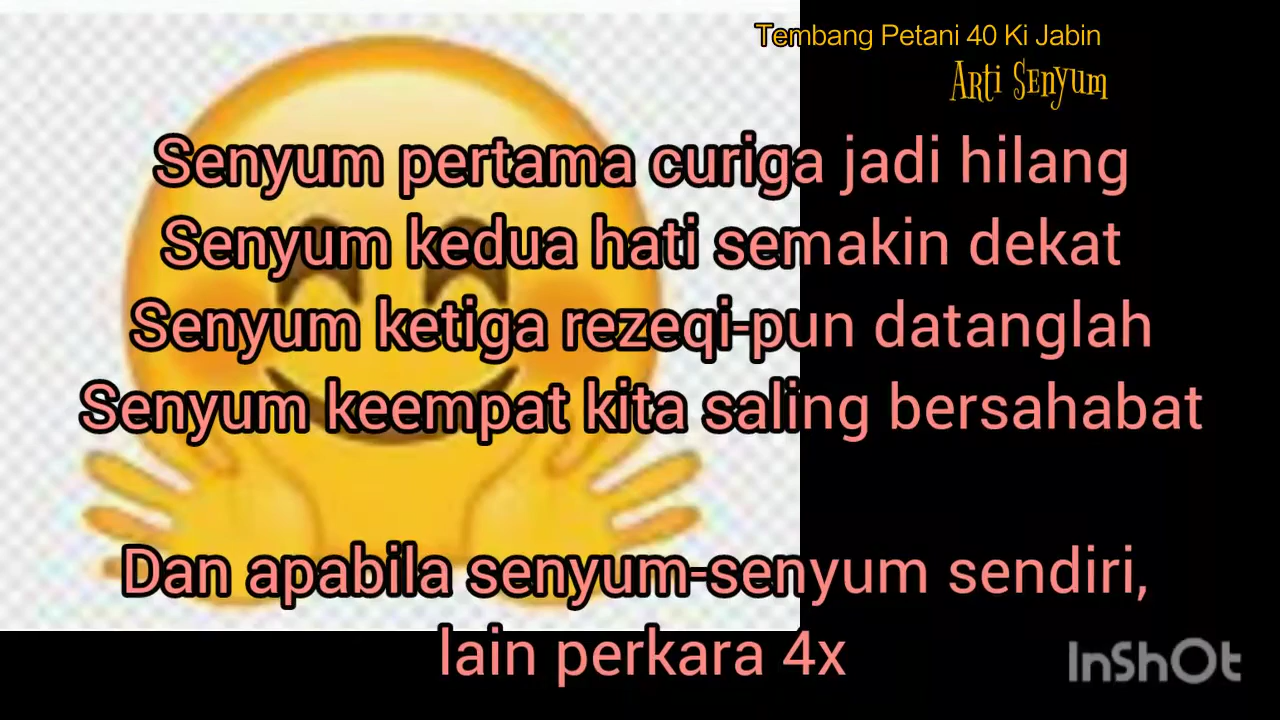 Tembang Petani 40 Ki Jabin
Arti Senyum
Senyum pertama curiga jadi hilang
Senyum kedua hati semakin dekat
Senyum ketiga rezeqi-pun datanglah
Senyum keempat kita saling bersahabat
Dan apabila senyum-senyum sendiri,
lain perkara 4x
InShOt